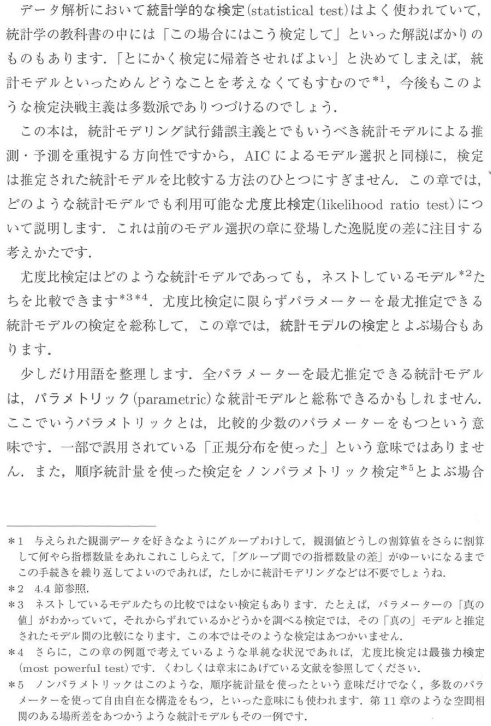 データ解析において統計学的な検定(statistical test)はよく使われていて,
統計学の教科書の中には「この場合にはこう検定して」といった解説ばかりの
ものもあります.「とにかく検定に帰着させればよい」と決めてしまえば,統
計モデルといっためんどうなことを考えなくてもすむので*1,今後もこのよ
うな検定決戦主義は多数派でありつづけるのでしょう.
この本は,統計モデリング試行錯誤主義とでもいうべき統計モデルによる推
測・予測を重視する方向性ですから,AICによるモデル選択と同様に,検定
は推定された統計モデルを比較する方法のひとつにすぎません.この章では,
どのような統計モデルでも利用可能な尤度比検定(likelihood ratio test)につ
いて説明します.これは前のモデル選択の章に登場した逸脱度の差に注目する
考えかたです.
尤度比検定はどのような統計モデルであっても,ネストしているモデル*2た
ちを比較できます*3*4.尤度比検定に限らずパラメーターを最尤推定できる
統計モデルの検定を総称して,この章では,統計モデルの検定とよぶ場合もあ
ります.
少しだけ用語を整理します.全パラメーターを最尤推定できる統計モデル
は,パラメトリック(parametric)な統計モデルと総称できるかもしれません.
ここでいうパラメトリックとは,比較的少数のパラメーターをもつという意
味です.一部で誤用されている「正規分布を使った」という意味ではありませ
ん.また,順序統計量を使った検定をノンパラメトリック検定*5とよぶ場合
*1 与えられた観測データを好きなようにグループわけして,観測値どうしの割算値をさらに割算
して何やら指標数量をあれこれこしらえて,「グループ間での指標数量の差」がゆーいになるまで
この手続きを繰り返してよいのであれば,たしかに統計モデリングなどは不要でしょうね.
*2 4.4節参照.
*3 ネストしているモデルたちの比較ではない検定もあります.たとえば,パラメーターの「真の
値」がわかっていて,それからずれているかどうかを調べる検定では,その「真の」モデルと推定
されたモデル間の比較になります.この本ではそのような検定はあつかいません.
*4 さらに,この章の例題で考えているような単純な状況であれば,尤度比検定は最強力検定
(most powerful test)です.くわしくは章末にあげている文献を参照してください.
*5 ノンパラメトリックはこのような,順序統計量を使ったという意味だけでなく,多数のパラ
メーターを使って自由自在な構造をもつ,といった意味にも使われます.第11章のような空間相
関のある場所差をあつかうような統計モデルもその一例です.